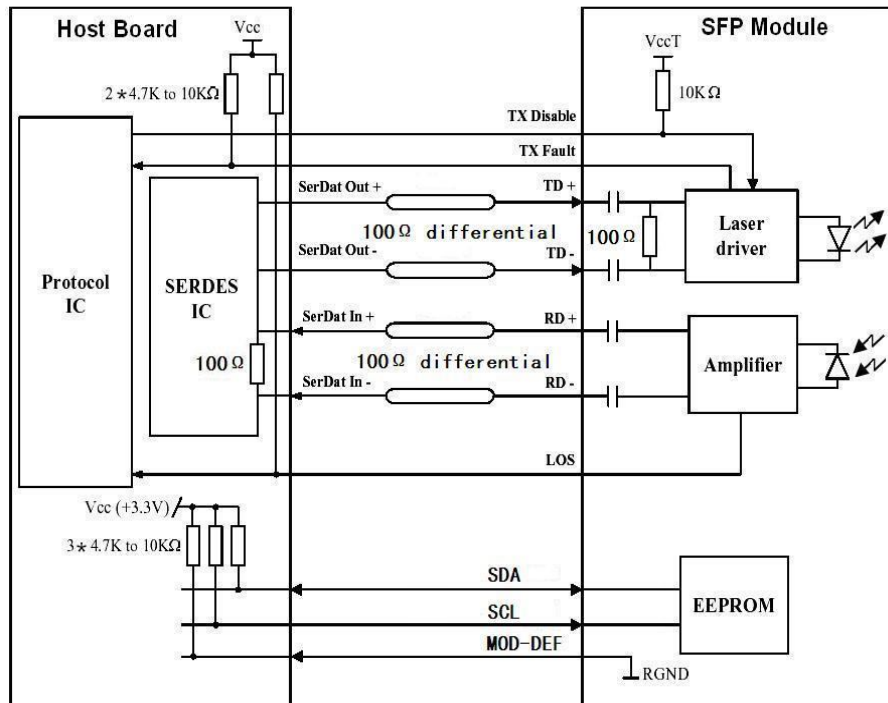 Host Board
SFP Module
Vcc
VccT
2*4.7K to 10KΩ
10KΩ
TX Disable
TX Fault
SerDat Out +
TD +
100Ω differential
100Ω
SerDat Out -
TD -
Laser
driver
Protocol
IC
SERDES
IC
SerDat In +
RD +
100Ω
100Ω differential
SerDat In -
RD -
Amplifier
LOS
Vcc (+3.3V)
3*4.7K to 10KΩ
SDA
SCL
MOD-DEF
EEPROM
RGND